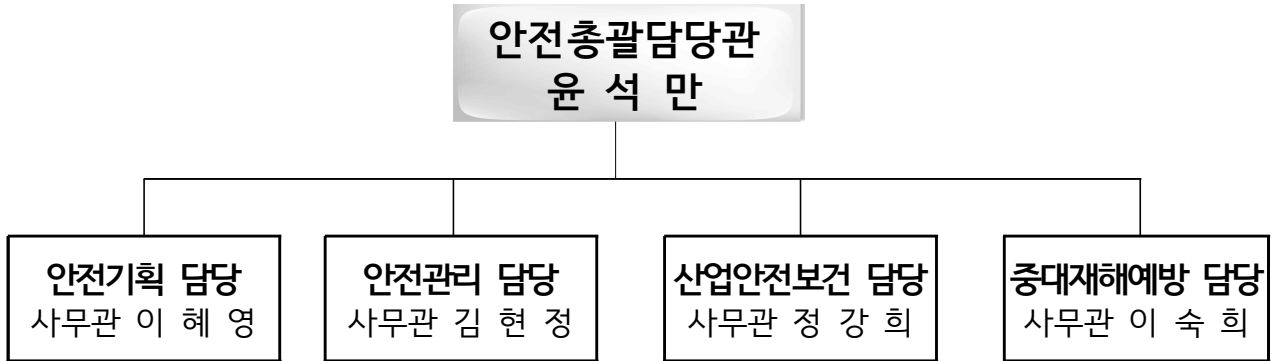 안전총괄담당관
윤 석 만
안전기획 담당
사무관 이 혜 영
안전관리 담당
사무관 김 현 정
산업안전보건 담당
사무관 정 강 희
중대재해예방 담당
사무관 이 숙 희